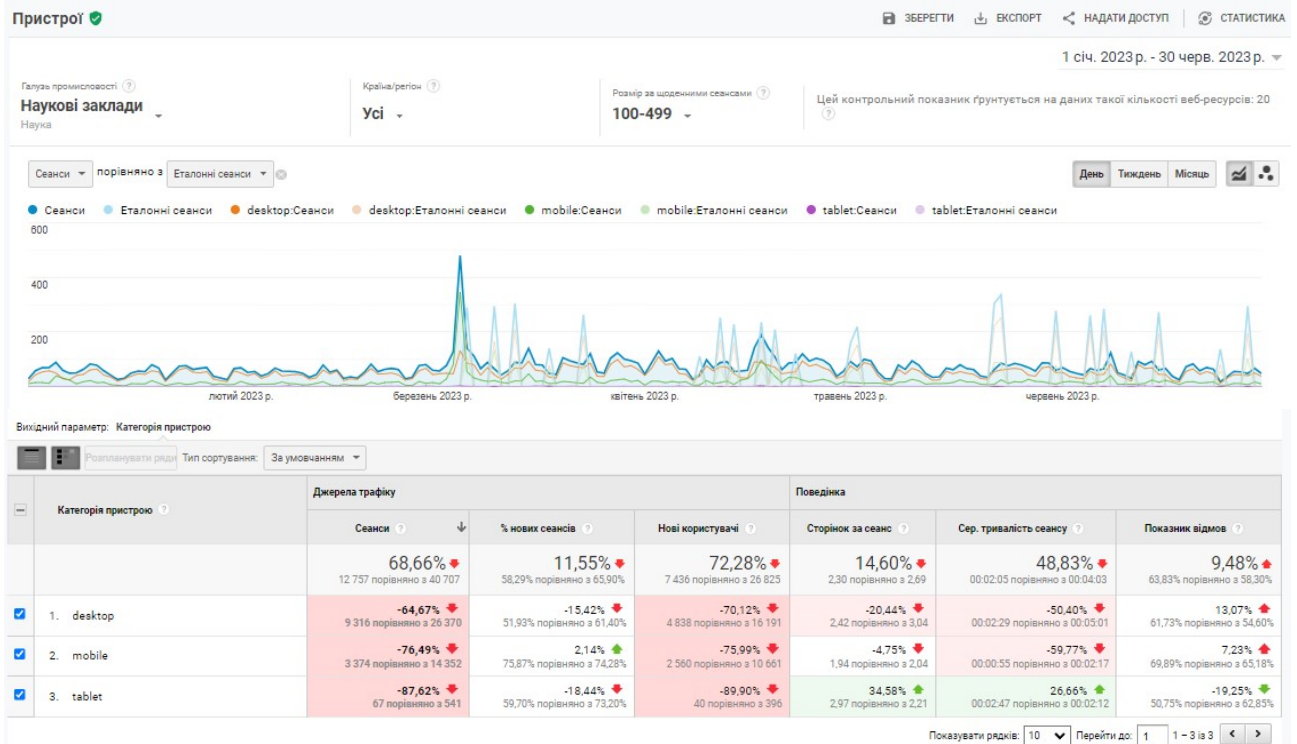 Пристрої
ЗБЕРЕГТИ ЕКСПОРТ НАДАТИ ДОСТУП СТАТИСТИКА
1 січ. 2023 р. - 30 черв. 2023 р.
Галузь промисловості ?
Наукові заклади
Наука
Країна/регіон ?
Усі
Розмір за щоденними сеансами ?
100-499
Цей контрольний показник ґрунтується на даних такої кількості веб-ресурсів: 20
?
Сеанси порівняно з Еталонні сеанси
День Тиждень Місяць
Сеанси Еталонні сеанси desktop:Сеанси desktop:Еталонні сеанси mobile:Сеанси mobile:Еталонні сеанси tablet:Сеанси tablet:Еталонні сеанси
600
400
200
лютий 2023 р. березень 2023 р. квітень 2023 р. травень 2023 р. червень 2023 р.
Вихідний параметр: Категорія пристрою
Розпланувати ряди Тип сортування: За умовчанням
Категорія пристрою ?
Джерела трафіку Поведінка
Сеанси ? % нових сеансів ? Нові користувачі ? Сторінок за сеанс ? Сер. тривалість сеансу ? Показник відмов ?
68,66% 11,55% 72,28% 14,60% 48,83% 9,48%
12 757 порівняно з 40 707 58,29% порівняно з 65,90% 7 436 порівняно з 26 825 2,30 порівняно з 2,69 00:02:05 порівняно з 00:04:03 63,83% порівняно з 58,30%
1. desktop -64,67% -15,42% -70,12% -20,44% -50,40% 13,07%
9 316 порівняно з 26 370 51,93% порівняно з 61,40% 4 838 порівняно з 16 191 2,42 порівняно з 3,04 00:02:29 порівняно з 00:05:01 61,73% порівняно з 54,60%
2. mobile -76,49% 2,14% -75,99% -4,75% -59,77% 7,23%
3 374 порівняно з 14 352 75,87% порівняно з 74,28% 2 560 порівняно з 10 661 1,94 порівняно з 2,04 00:00:55 порівняно з 00:02:17 69,89% порівняно з 65,18%
3. tablet -87,62% -18,44% -89,90% 34,58% 26,66% -19,25%
67 порівняно з 541 59,70% порівняно з 73,20% 40 порівняно з 396 2,97 порівняно з 2,21 00:02:47 порівняно з 00:02:12 50,75% порівняно з 62,85%
Показувати рядків: 10 Перейти до: 1 1 – 3 із 3